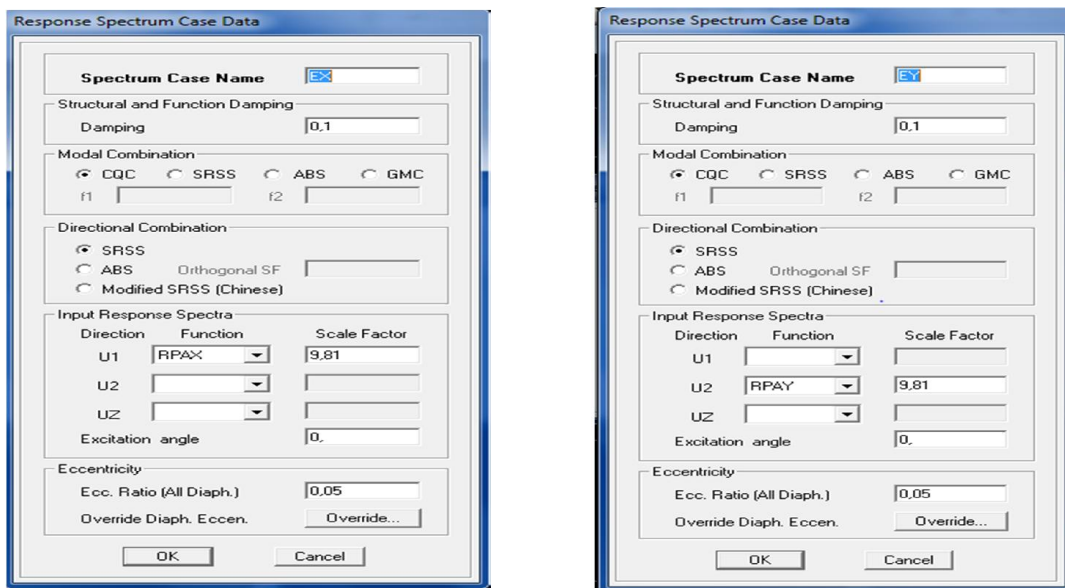 Response Spectrum Case Data
Spectrum Case Name EX
Structural and Function Damping
Damping 0,1
Modal Combination
CQC SRSS ABS GMC
f1 f2
Directional Combination
SRSS
ABS Orthogonal SF
Modified SRSS (Chinese)
Input Response Spectra
Direction Function Scale Factor
U1 RPAX 9,81
U2
UZ
Excitation angle 0,
Eccentricity
Ecc. Ratio (All Diaph.) 0,05
Override Diaph. Eccen. Override...
OK Cancel
Response Spectrum Case Data
Spectrum Case Name EY
Structural and Function Damping
Damping 0,1
Modal Combination
CQC SRSS ABS GMC
f1 f2
Directional Combination
SRSS
ABS Orthogonal SF
Modified SRSS (Chinese)
Input Response Spectra
Direction Function Scale Factor
U1
U2 RPAY 9,81
UZ
Excitation angle 0,
Eccentricity
Ecc. Ratio (All Diaph.) 0,05
Override Diaph. Eccen. Override...
OK Cancel